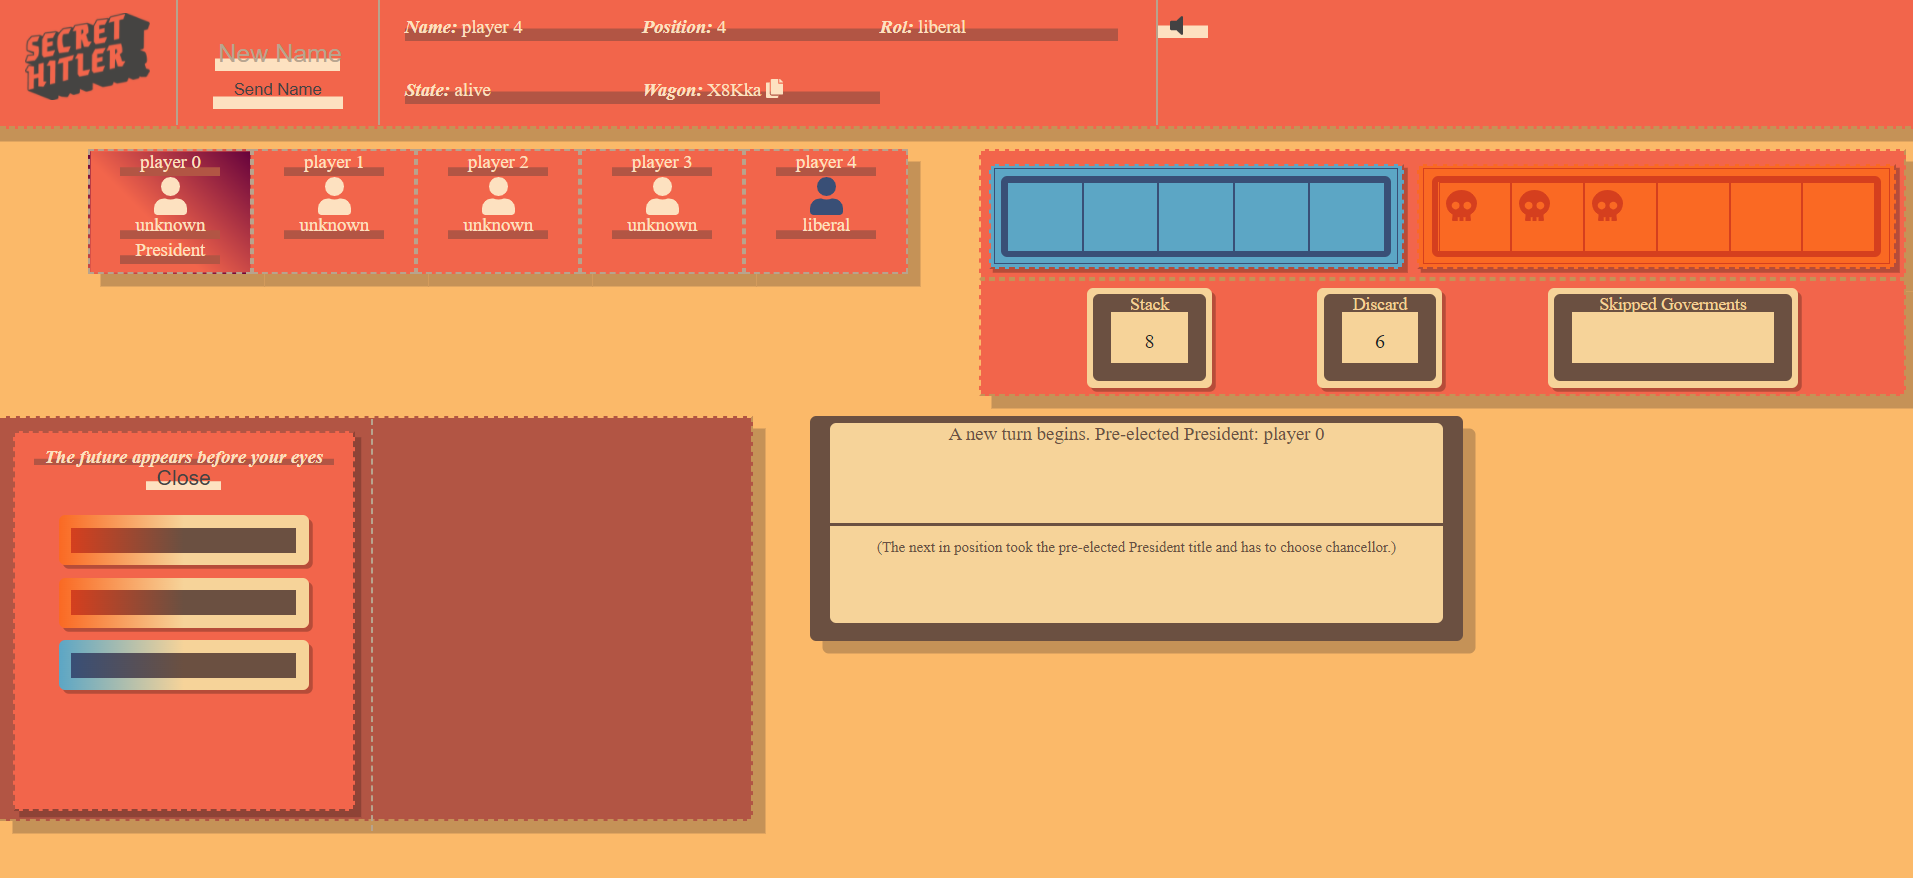 SECRET
HITLER
New Name
Send Name
Name: player 4
Position: 4
Rol: liberal
State: alive
Wagon: X8Kka
player 0
unknown
President
player 1
unknown
player 2
unknown
player 3
unknown
player 4
liberal
Stack
8
Discard
6
Skipped Goverments
The future appears before your eyes
Close
A new turn begins. Pre-elected President: player 0
(The next in position took the pre-elected President title and has to choose chancellor.)